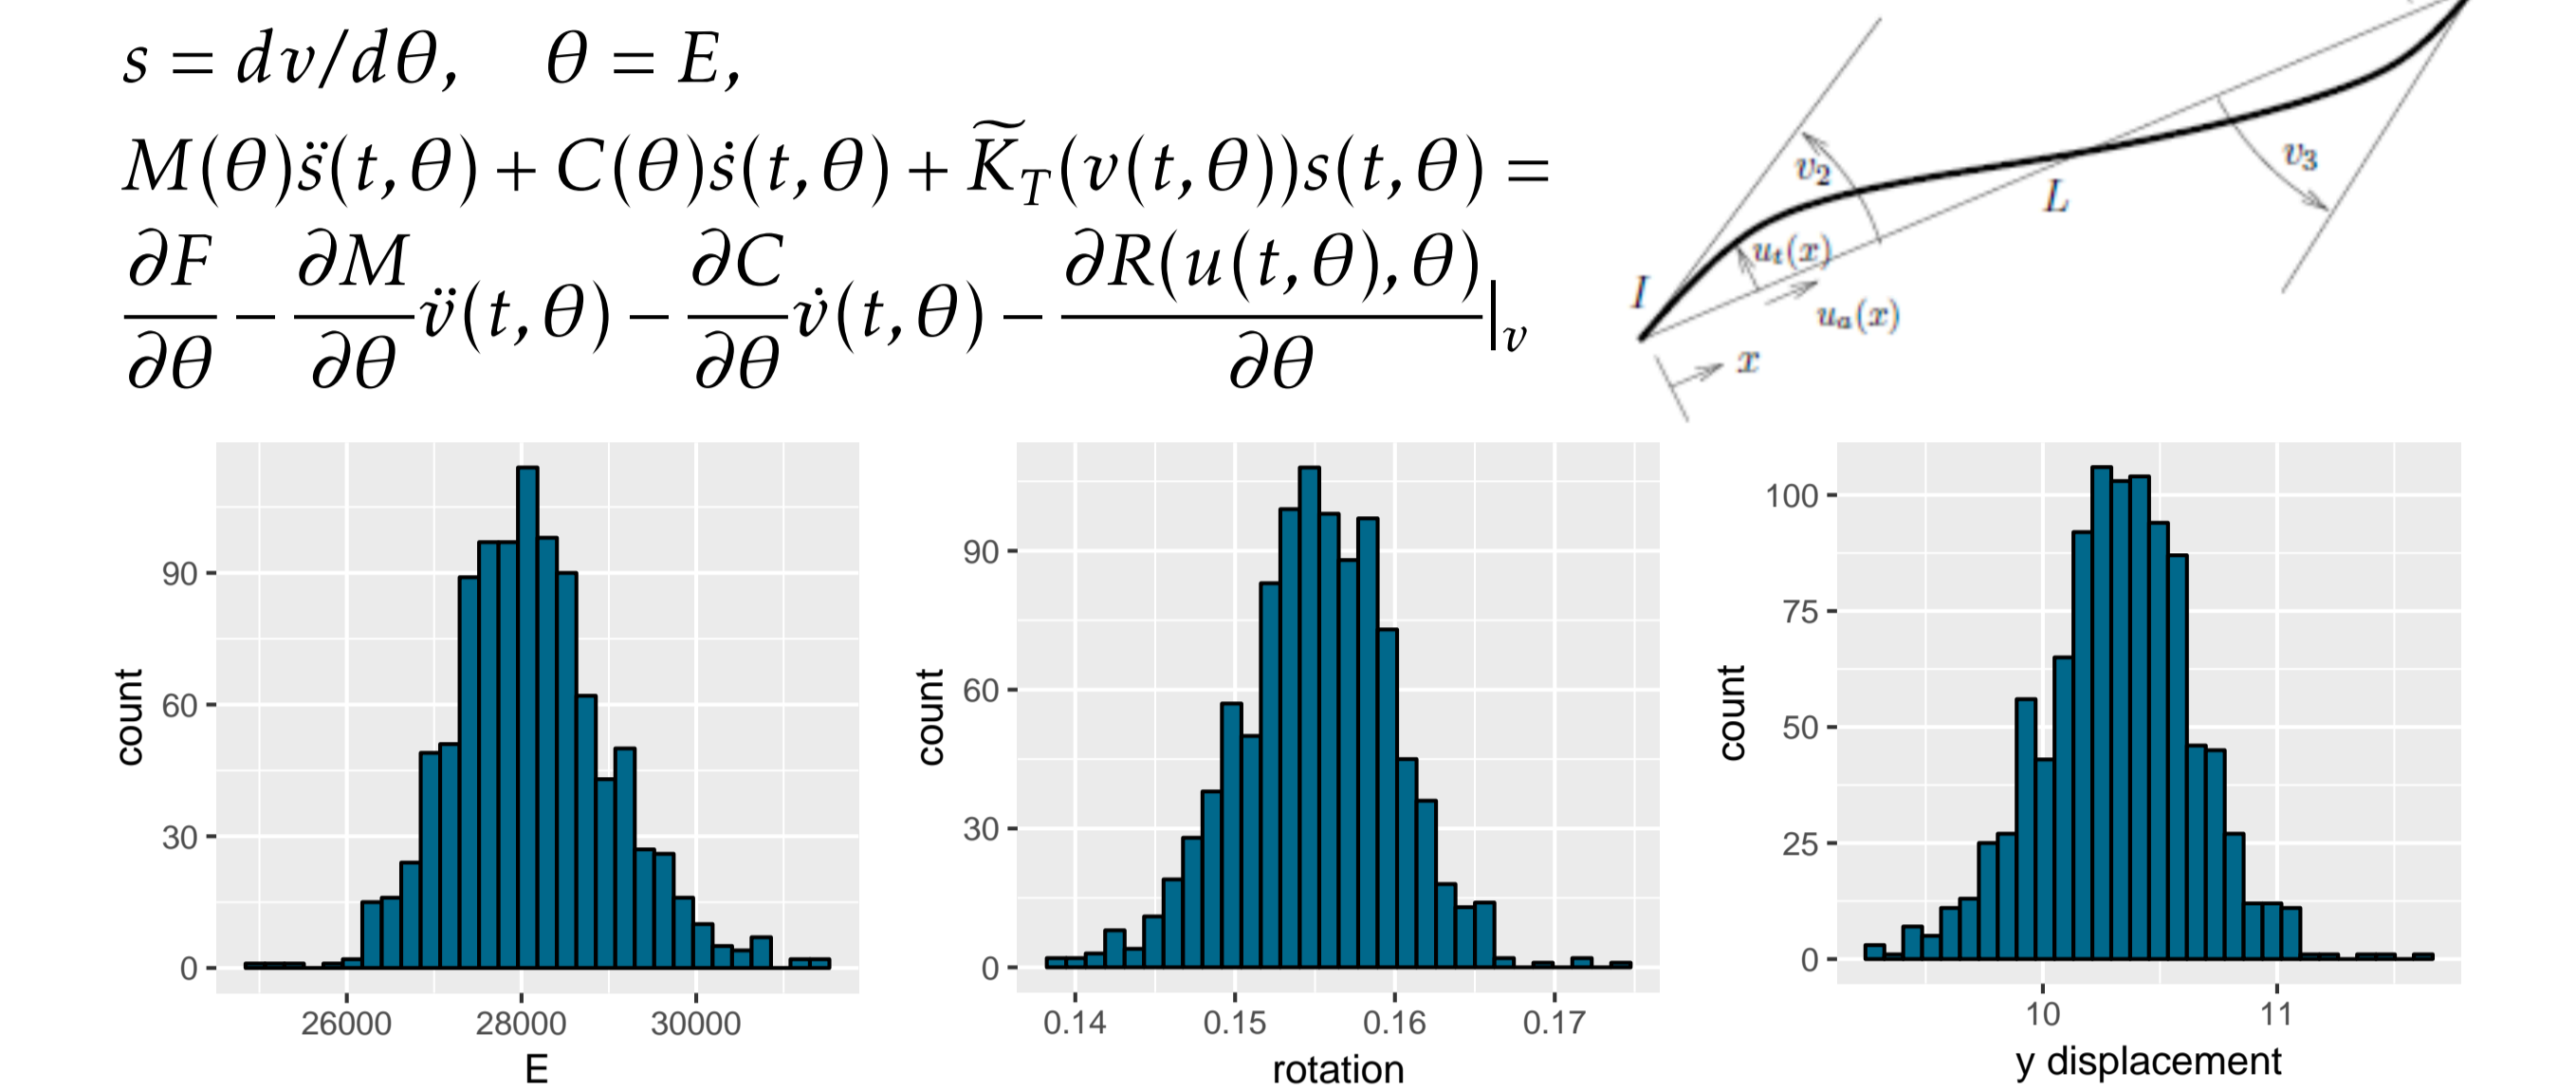 s = dv/dθ, θ = E,
M(θ)s̈(t,θ) + C(θ)ṡ(t,θ) + K̃_T(v(t,θ))s(t,θ) =
∂F/∂θ − ∂M/∂θ v̈(t,θ) − ∂C/∂θ v̇(t,θ) − ∂R(u(t,θ),θ)/∂θ |_v
v₂
v₃
L
u_t(x)
I
u_a(x)
x
count
90
60
30
0
26000 28000 30000
E
count
90
60
30
0
0.14 0.15 0.16 0.17
rotation
count
100
75
50
25
0
10 11
y displacement